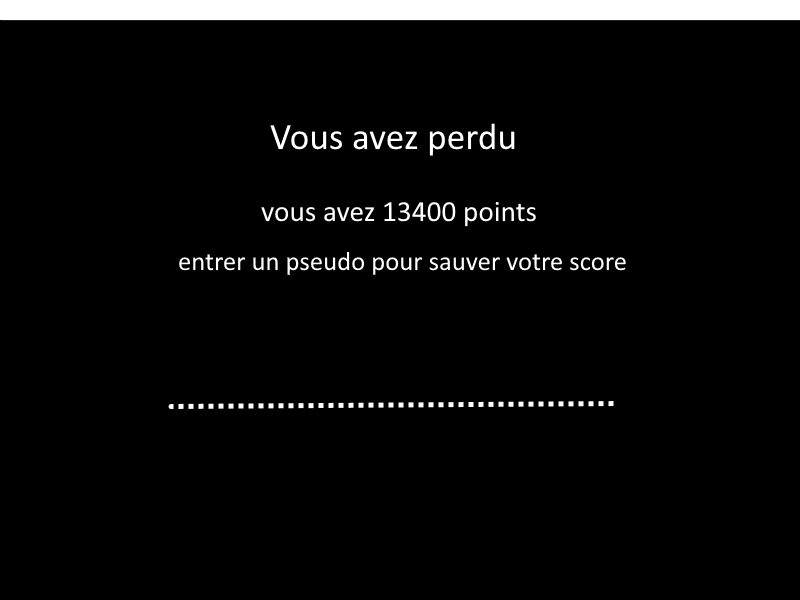 Vous avez perdu
vous avez 13400 points
entrer un pseudo pour sauver votre score